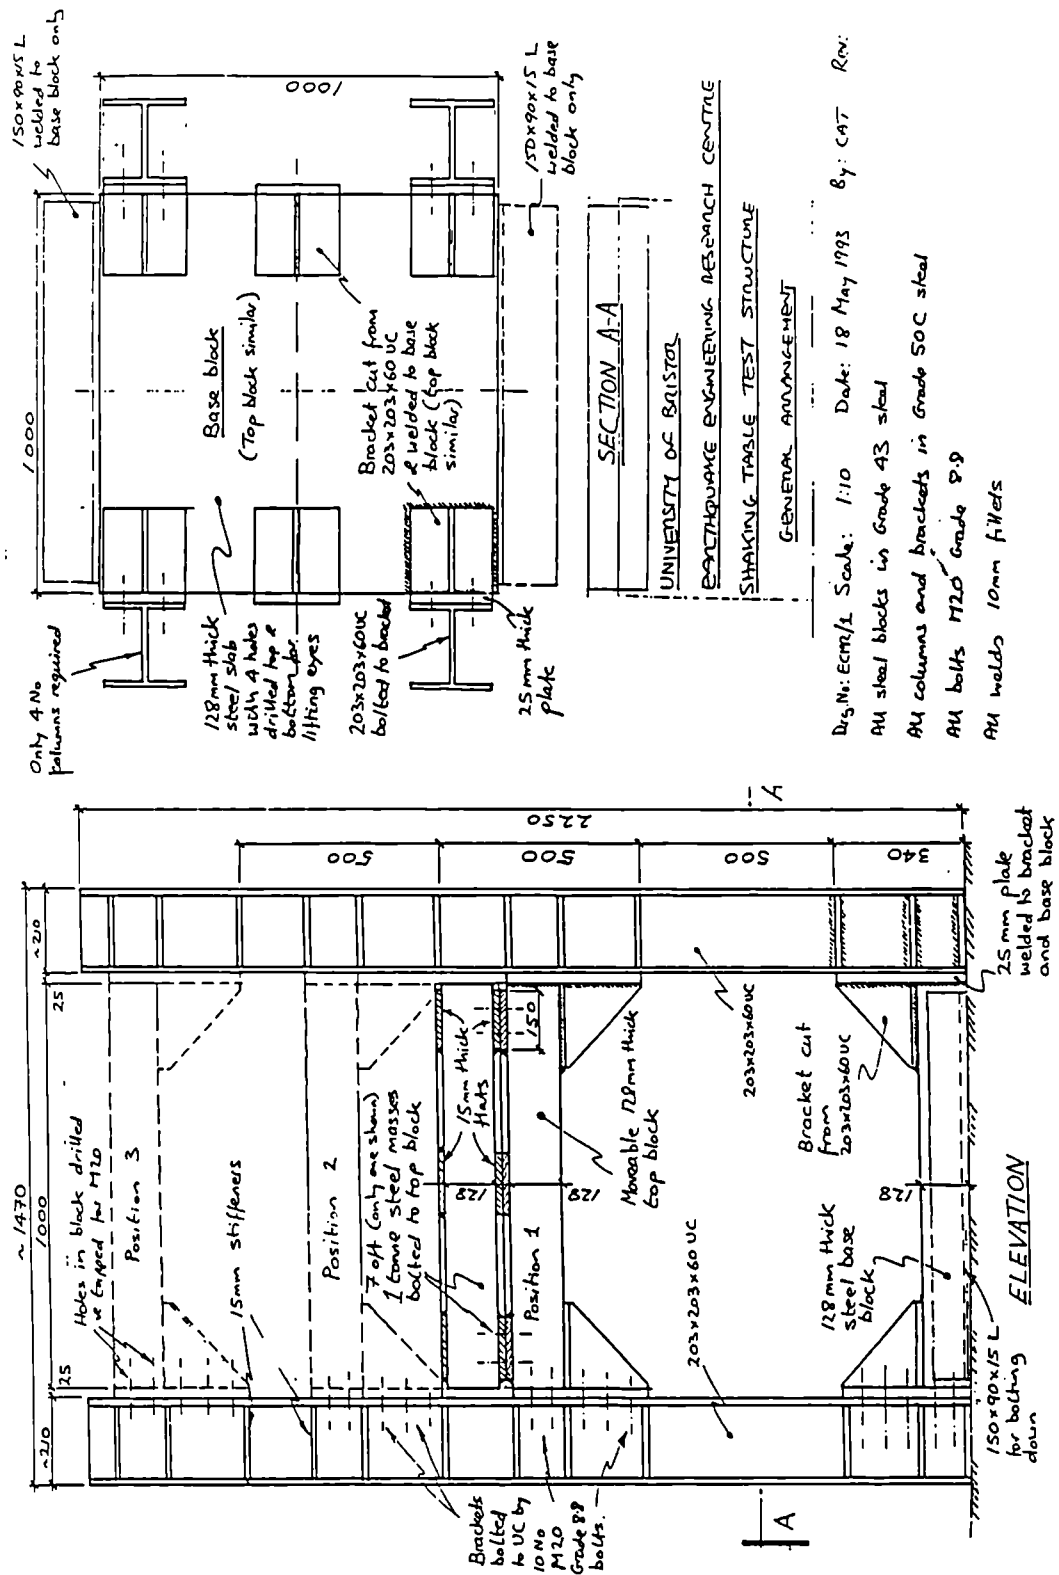 Only 4 No
columns required
128mm thick
steel slab
with 4 holes
drilled top &
bottom for
lifting eyes
203x203x60UC
bolted to bracket
25mm thick
plate
1000
Base block
(Top block similar)
Bracket cut from
203x203x60 UC
& welded to base
block (top block
similar)
150x90x15 L
welded to
base block only
1000
150x90x15 L
welded to base
block only
SECTION A-A
UNIVERSITY OF BRISTOL
EARTHQUAKE ENGINEERING RESEARCH CENTRE
SHAKING TABLE TEST STRUCTURE
GENERAL ARRANGEMENT
Drg.No: ECM2/1 Scale: 1:10 Date: 18 May 1993 By: CAT Rev:
All steel blocks in Grade 43 steel
All columns and brackets in Grade 50C steel
All bolts M20 Grade 8.8
All welds 10mm fillets
~ 1470
~210
1000
~210
25
25
Holes in block drilled
& tapped for M20
Position 3
15mm stiffeners
Position 2
7 off (only one shown)
1 tonne steel masses
bolted to top block
15mm thick
flats
128
150
Position 1
128
Moveable 128mm thick
top block
Brackets
bolted
to UC by
10 No
M20
Grade 8.8
bolts.
203x203x60 UC
203x203x60UC
Bracket cut
from
203x203x60UC
128mm thick
steel base
block
128
500
500
500
340
2250
A
A
150x90x15 L
for bolting
down
25mm plate
welded to bracket
and base block
ELEVATION